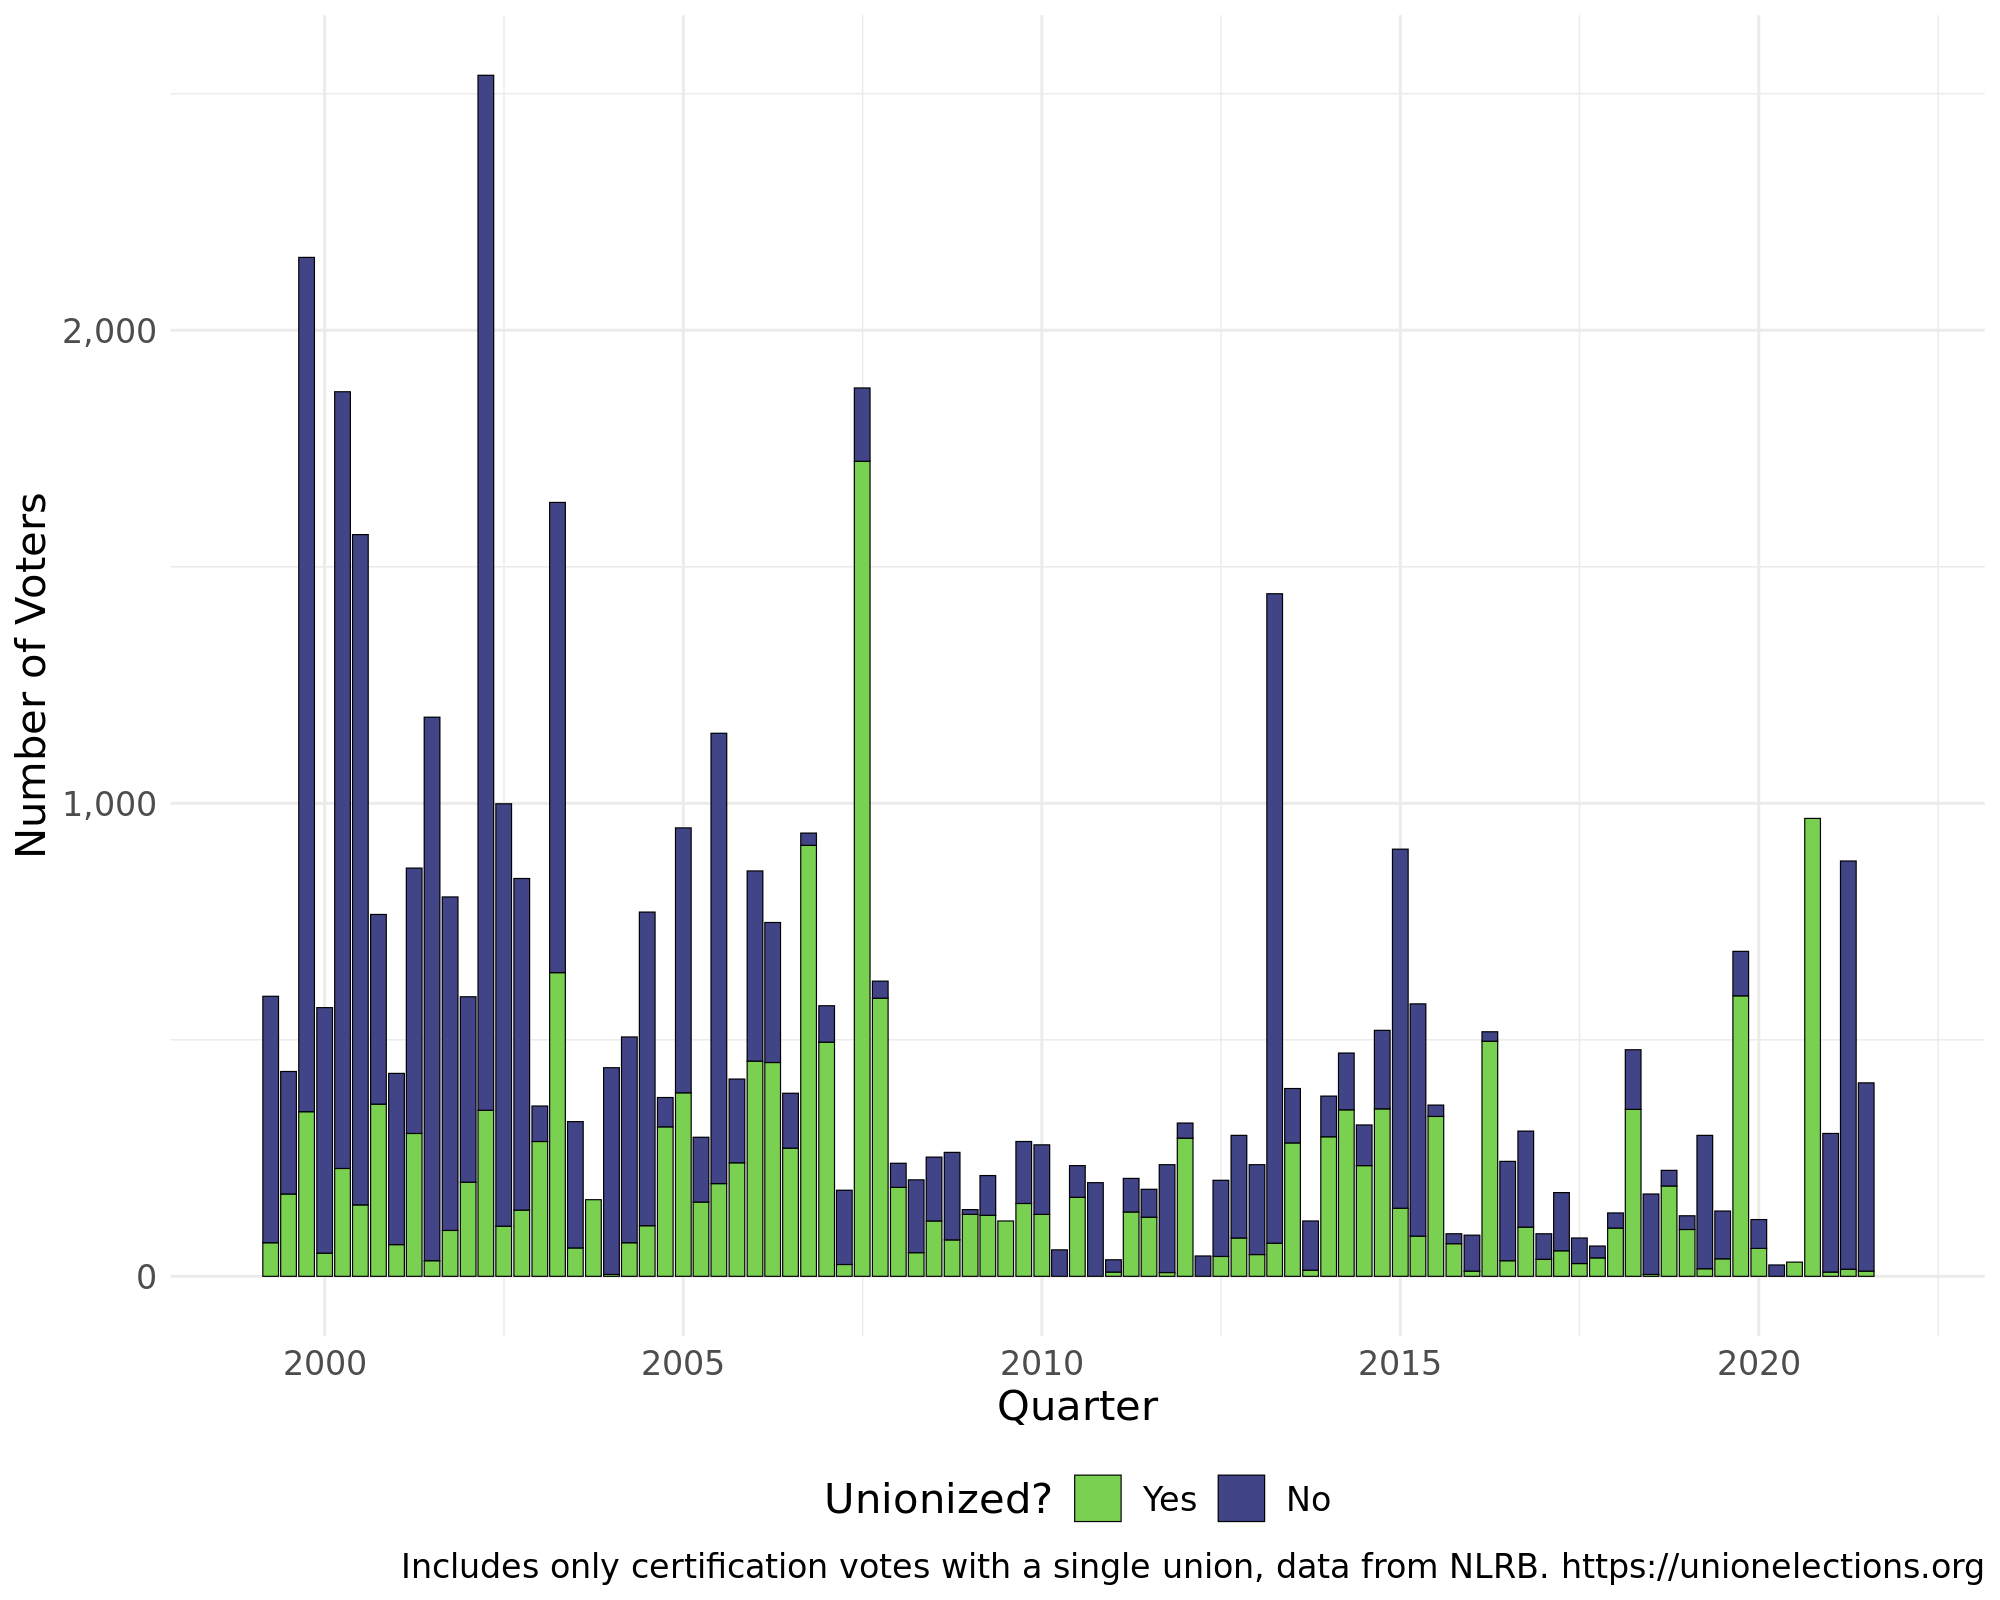 Number of Voters
2,000
1,000
0
2000 2005 2010 2015 2020
Quarter
Unionized? Yes No
Includes only certification votes with a single union, data from NLRB. https://unionelections.org